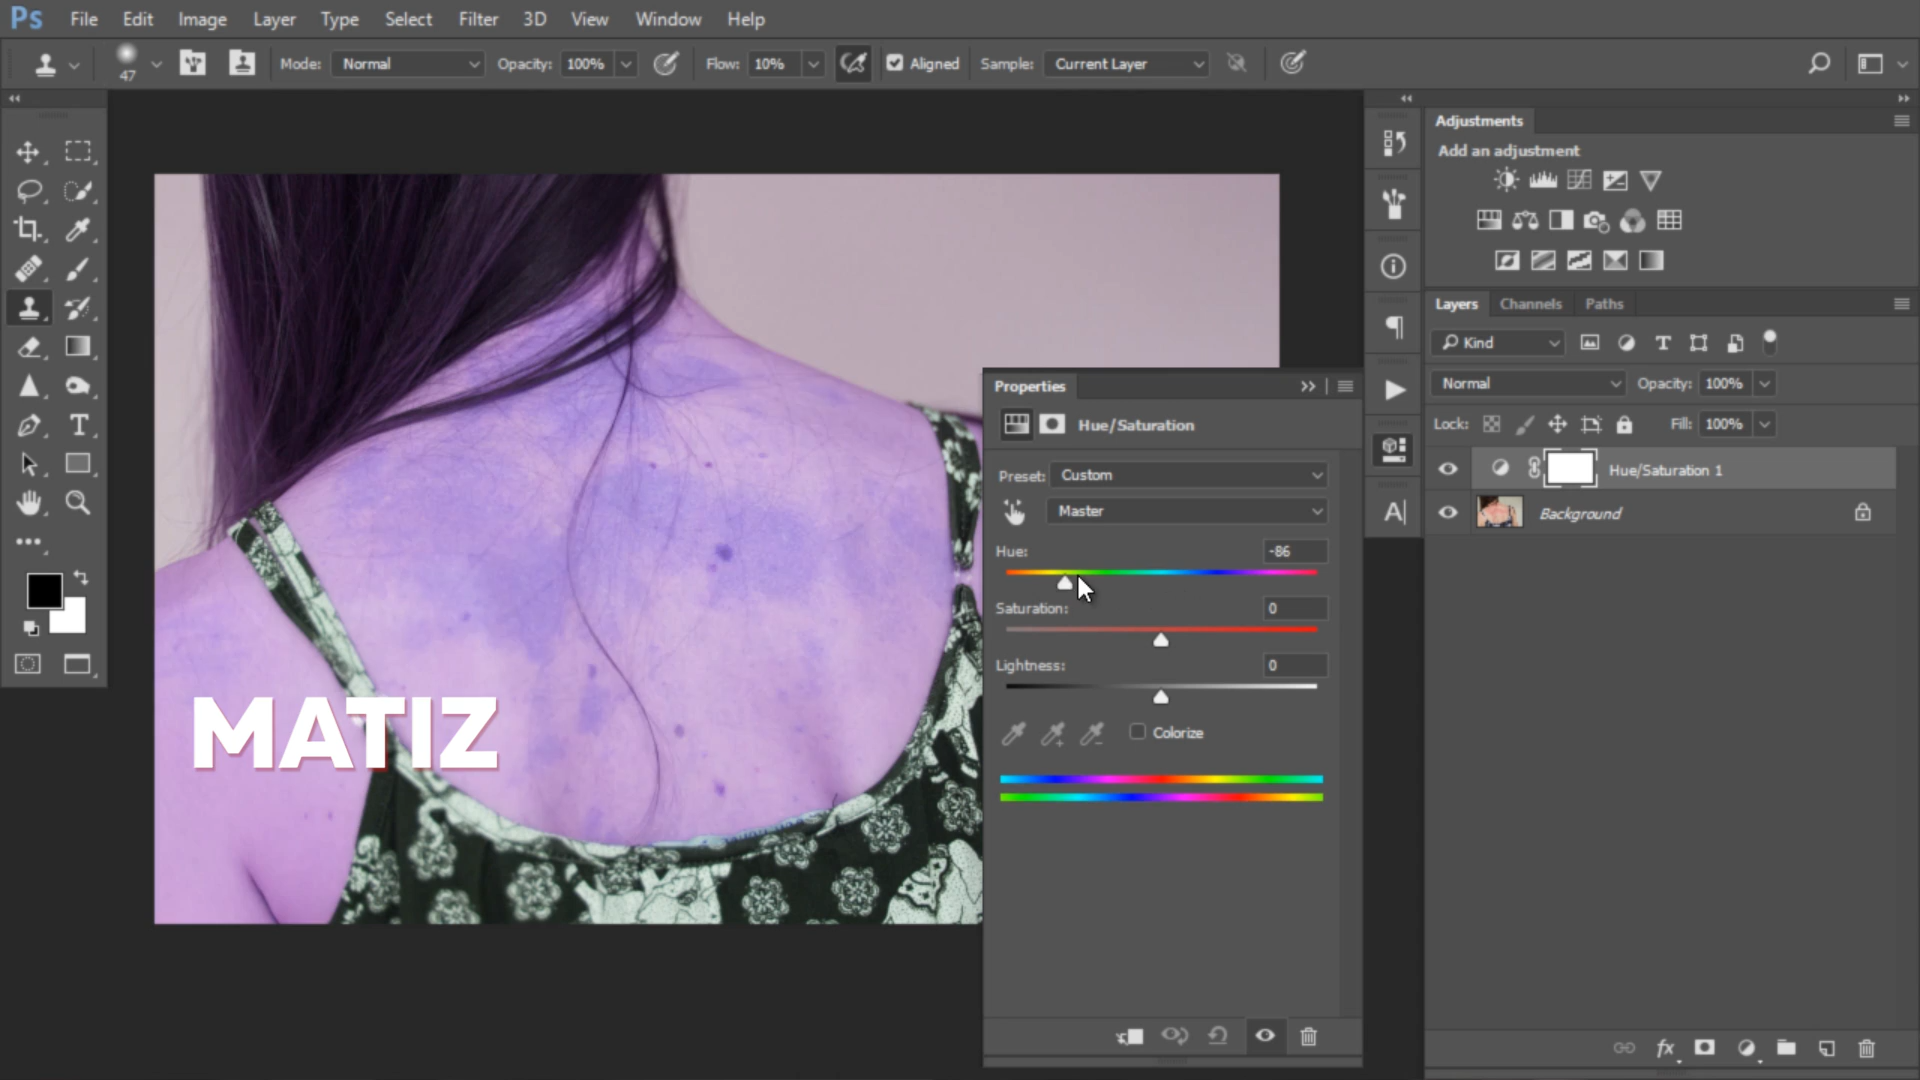 Ps File Edit Image Layer Type Select Filter 3D View Window Help
47 Mode: Normal Opacity: 100% Flow: 10% Aligned Sample: Current Layer
Adjustments
Add an adjustment
Layers Channels Paths
Kind
Normal Opacity: 100%
Lock: Fill: 100%
Hue/Saturation 1
Background
Properties
Hue/Saturation
Preset: Custom
Master
Hue: -86
Saturation: 0
Lightness: 0
Colorize
MATIZ